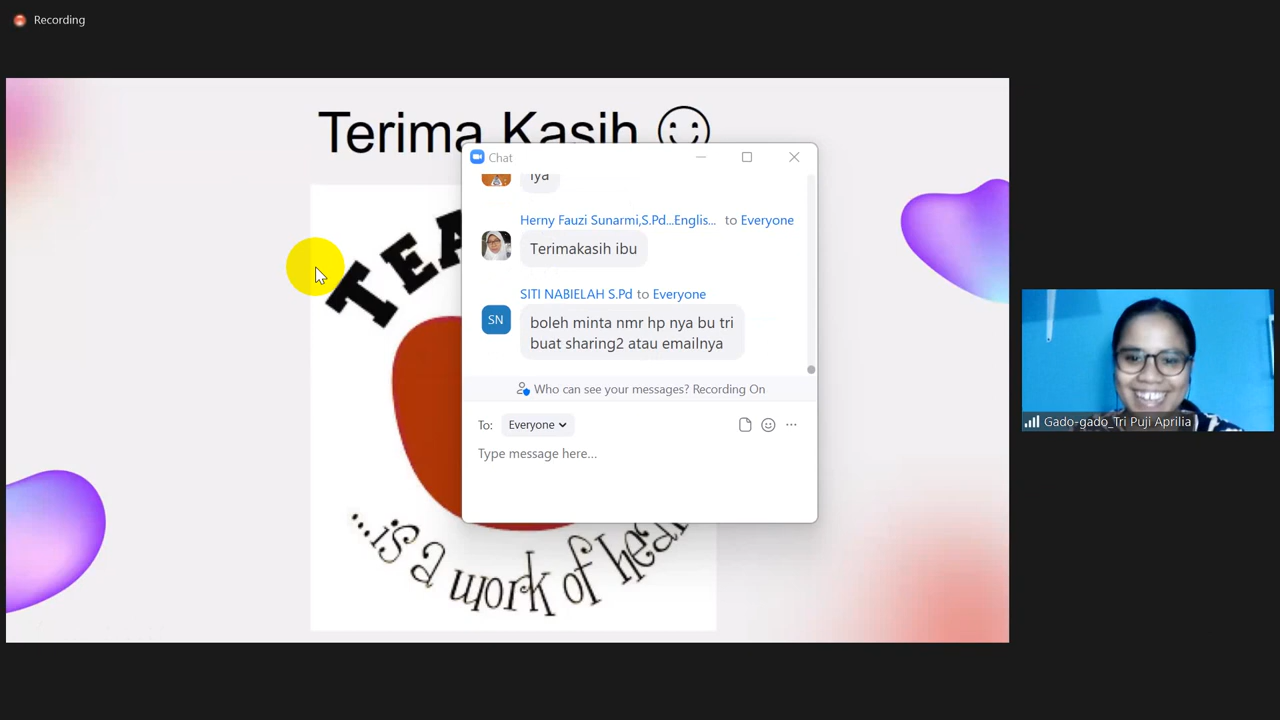 Recording
Terima Kasih
Chat
iya
Herny Fauzi Sunarmi,S.Pd...Englis... to Everyone
Terimakasih ibu
SITI NABIELAH S.Pd to Everyone
SN
boleh minta nmr hp nya bu tri
buat sharing2 atau emailnya
Who can see your messages? Recording On
To: Everyone
Type message here...
...is a work of hear
Gado-gado_Tri Puji Aprilia